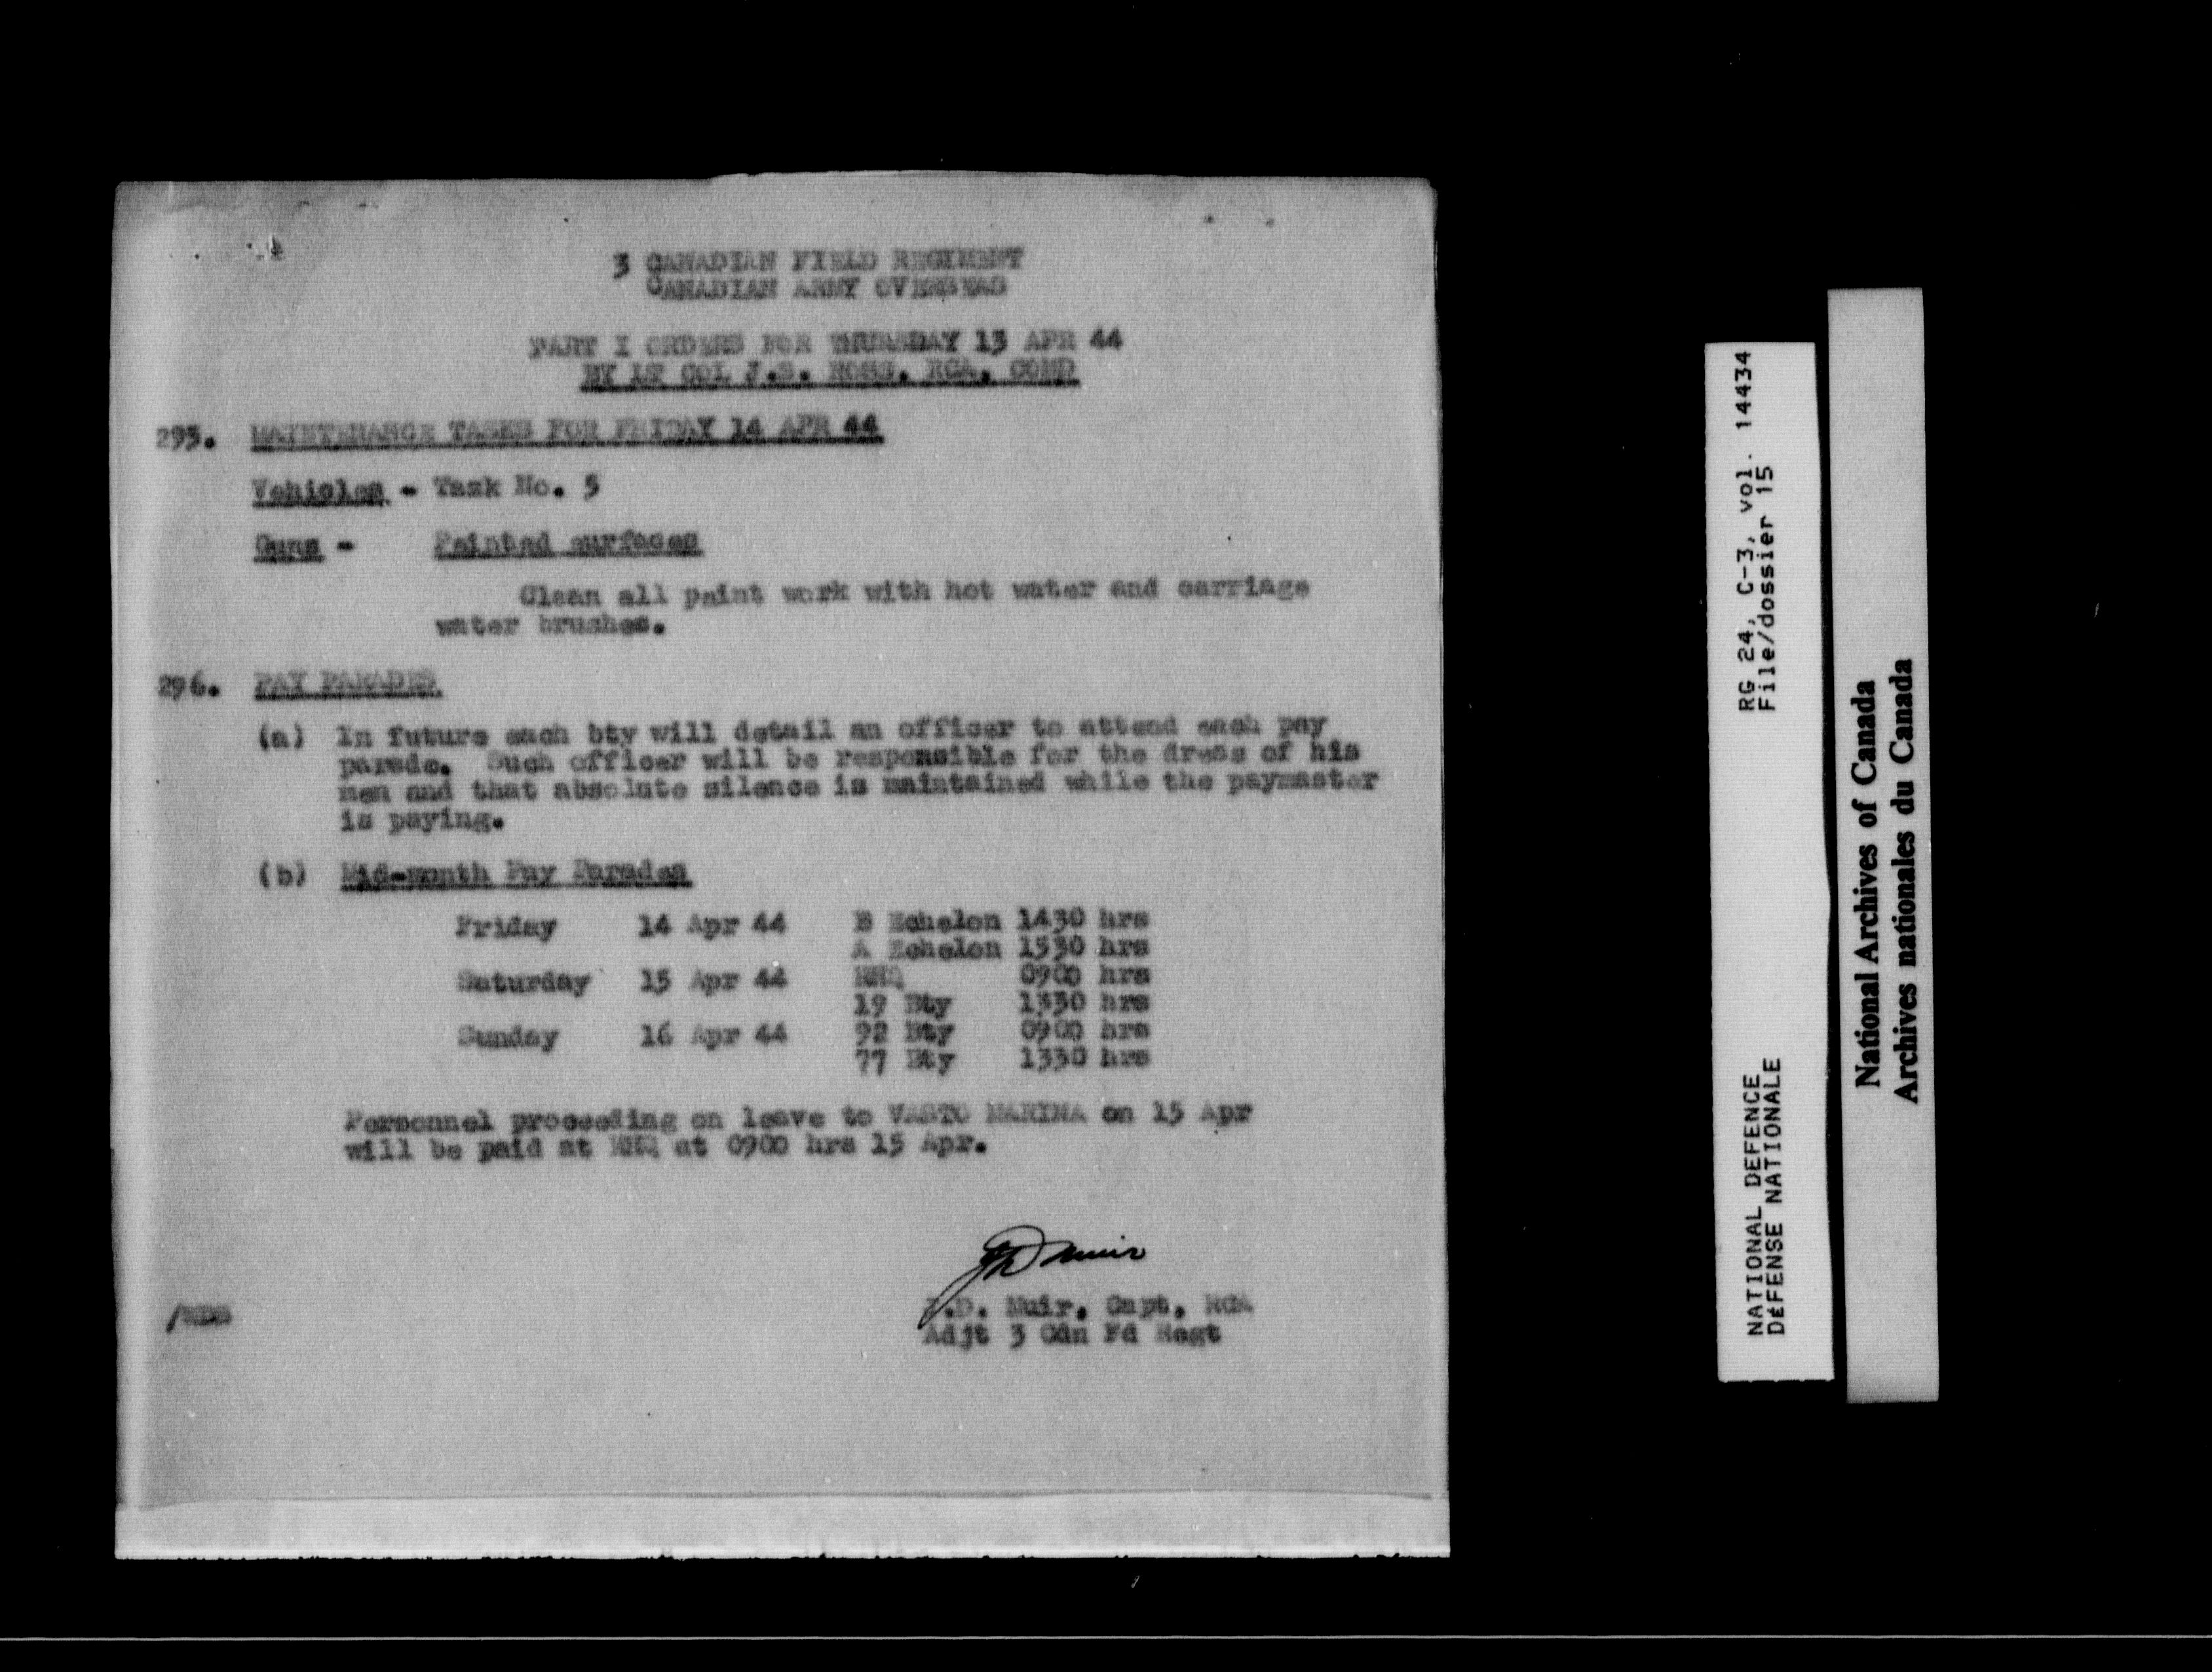 3 CANADIAN FIELD REGIMENT
CANADIAN ARMY OVERSEAS
PART I ORDERS FOR THURSDAY 13 APR 44
BY LT COL J.S. ROSS, RCA, COMD
295. MAINTENANCE TASKS FOR FRIDAY 14 APR 44
Vehicles - Task No. 5
Guns - Painted surfaces
Clean all paint work with hot water and carriage
water brushes.
296. PAY PARADES
(a) In future each bty will detail an officer to attend each pay
parade. Such officer will be responsible for the dress of his
men and that absolute silence is maintained while the paymaster
is paying.
(b) Mid-month Pay Parades
Friday 14 Apr 44 B Echelon 1430 hrs
A Echelon 1530 hrs
Saturday 15 Apr 44 RHQ 0900 hrs
19 Bty 1330 hrs
Sunday 16 Apr 44 92 Bty 0900 hrs
77 Bty 1330 hrs
Personnel proceeding on leave to VASTO MARINA on 15 Apr
will be paid at RHQ at 0900 hrs 15 Apr.
JD Muir
J.D. Muir, Capt, RCA
Adjt 3 Cdn Fd Regt
RG 24, C-3, vol. 14434
File/dossier 15
NATIONAL DEFENCE
DÉFENSE NATIONALE
National Archives of Canada
Archives nationales du Canada